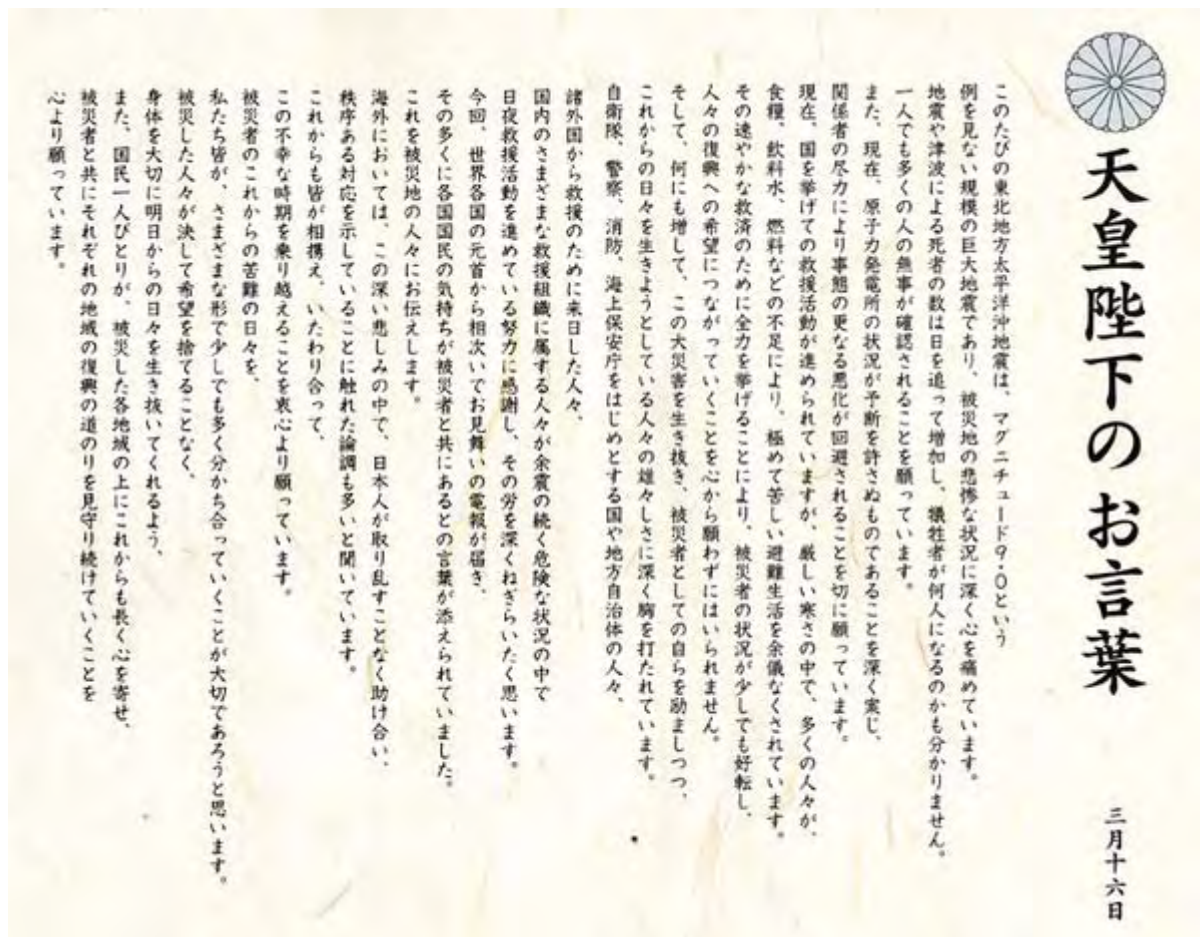 天皇陛下のお言葉
三月十六日
このたびの東北地方太平洋沖地震は、マグニチュード9・0という
例を見ない規模の巨大地震であり、被災地の悲惨な状況に深く心を痛めています。
地震や津波による死者の数は日を追って増加し、犠牲者が何人になるのかも分かりません。
一人でも多くの人の無事が確認されることを願っています。
また、現在、原子力発電所の状況が予断を許さぬものであることを深く案じ、
関係者の尽力により事態の更なる悪化が回避されることを切に願っています。
現在、国を挙げての救援活動が進められていますが、厳しい寒さの中で、多くの人々が、
食糧、飲料水、燃料などの不足により、極めて苦しい避難生活を余儀なくされています。
その速やかな救済のために全力を挙げることにより、被災者の状況が少しでも好転し、
人々の復興への希望につながっていくことを心から願わずにはいられません。
そして、何にも増して、この大災害を生き抜き、被災者としての自らを励ましつつ、
これからの日々を生きようとしている人々の雄々しさに深く胸を打たれています。
自衛隊、警察、消防、海上保安庁をはじめとする国や地方自治体の人々、
諸外国から救援のために来日した人々、
国内のさまざまな救援組織に属する人々が余震の続く危険な状況の中で
日夜救援活動を進めている努力に感謝し、その労を深くねぎらいたく思います。
今回、世界各国の元首から相次いでお見舞いの電報が届き、
その多くに各国国民の気持ちが被災者と共にあるとの言葉が添えられていました。
これを被災地の人々にお伝えします。
海外においては、この深い悲しみの中で、日本人が取り乱すことなく助け合い、
秩序ある対応を示していることに触れた論調も多いと聞いています。
これからも皆が相携え、いたわり合って、
この不幸な時期を乗り越えることを衷心より願っています。
被災者のこれからの苦難の日々を、
私たち皆が、さまざまな形で少しでも多く分かち合っていくことが大切であろうと思います。
被災した人々が決して希望を捨てることなく、
身体を大切に明日からの日々を生き抜いてくれるよう、
また、国民一人びとりが、被災した各地域の上にこれからも長く心を寄せ、
被災者と共にそれぞれの地域の復興の道のりを見守り続けていくことを
心より願っています。